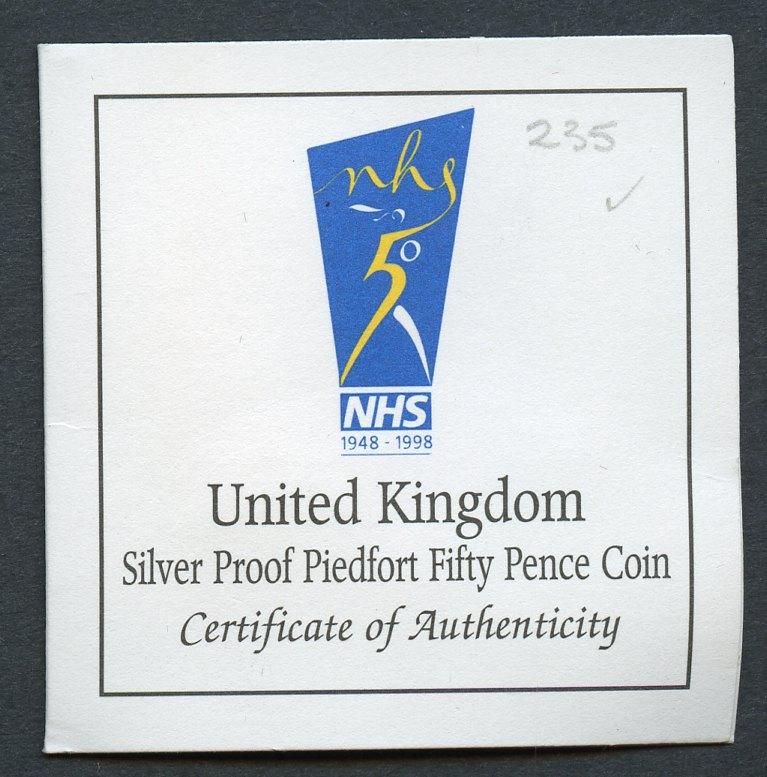 235
nhs
50
NHS
1948 - 1998
United Kingdom
Silver Proof Piedfort Fifty Pence Coin
Certificate of Authenticity